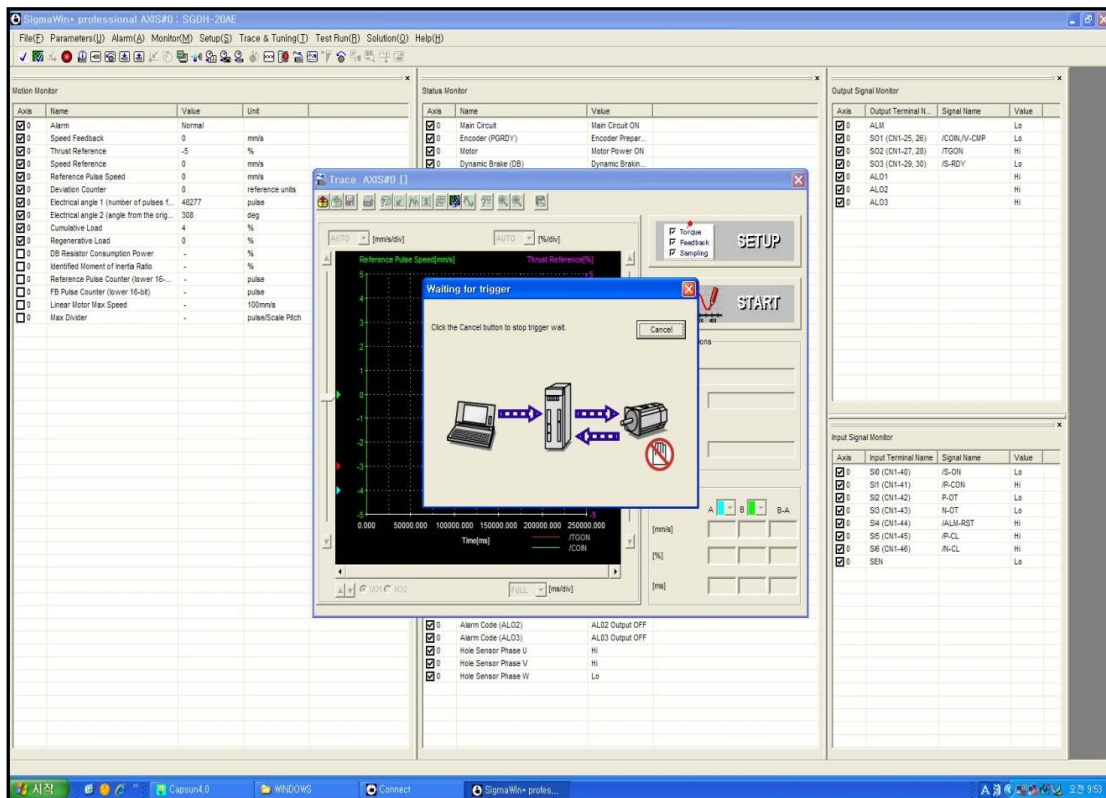 SigmaWin+ professional AXIS#0 : SGDH-20AE
File(F) Parameters(U) Alarm(A) Monitor(M) Setup(S) Trace & Tuning(T) Test Run(R) Solution(O) Help(H)
Motion Monitor
Axis Name Value Unit
0 Alarm Normal
0 Speed Feedback 0 mm/s
0 Thrust Reference -5 %
0 Speed Reference 0 mm/s
0 Reference Pulse Speed 0 mm/s
0 Deviation Counter 0 reference units
0 Electrical angle 1 (number of pulses f... 48277 pulse
0 Electrical angle 2 (angle from the orig... 308 deg
0 Cumulative Load 4 %
0 Regenerative Load 0 %
0 DB Resistor Consumption Power - %
0 Identified Moment of Inertia Ratio - %
0 Reference Pulse Counter (lower 16-... - pulse
0 FB Pulse Counter (lower 16-bit) - pulse
0 Linear Motor Max Speed - 100mm/s
0 Max Divider - pulse/Scale Pitch
Status Monitor
Axis Name Value
0 Main Circuit Main Circuit ON
0 Encoder (PGRDY) Encoder Prepar...
0 Motor Motor Power ON
0 Dynamic Brake (DB) Dynamic Brakin...
Trace AXIS#0 []
AUTO [mm/s/div] AUTO [%/div]
Reference Pulse Speed[mm/s] Thrust Reference[%]
5
4
3
2
1
0
-1
-2
-3
-4
-5 -5
0.000 50000.000 100000.000 150000.000 200000.000 250000.000
Time[ms]
/TGON
/COIN
I/O1 I/O2 FULL [ms/div]
Torque
Feedback
Sampling
SETUP
START
A B B-A
[mm/s]
[%]
[ms]
Waiting for trigger
Click the Cancel button to stop trigger wait.
Cancel
0 Alarm Code (ALO2) AL02 Output OFF
0 Alarm Code (ALO3) AL03 Output OFF
0 Hole Sensor Phase U Hi
0 Hole Sensor Phase V Hi
0 Hole Sensor Phase W Lo
Output Signal Monitor
Axis Output Terminal N... Signal Name Value
0 ALM Lo
0 SO1 (CN1-25, 26) /COIN,/V-CMP Lo
0 SO2 (CN1-27, 28) /TGON Hi
0 SO3 (CN1-29, 30) /S-RDY Lo
0 ALO1 Hi
0 ALO2 Hi
0 ALO3 Hi
Input Signal Monitor
Axis Input Terminal Name Signal Name Value
0 SI0 (CN1-40) /S-ON Lo
0 SI1 (CN1-41) /P-CON Hi
0 SI2 (CN1-42) P-OT Lo
0 SI3 (CN1-43) N-OT Lo
0 SI4 (CN1-44) /ALM-RST Hi
0 SI5 (CN1-45) /P-CL Hi
0 SI6 (CN1-46) /N-CL Hi
0 SEN Lo
시작 Capsun4,0 WINDOWS Connect SigmaWin+ profes... 오전 9:53